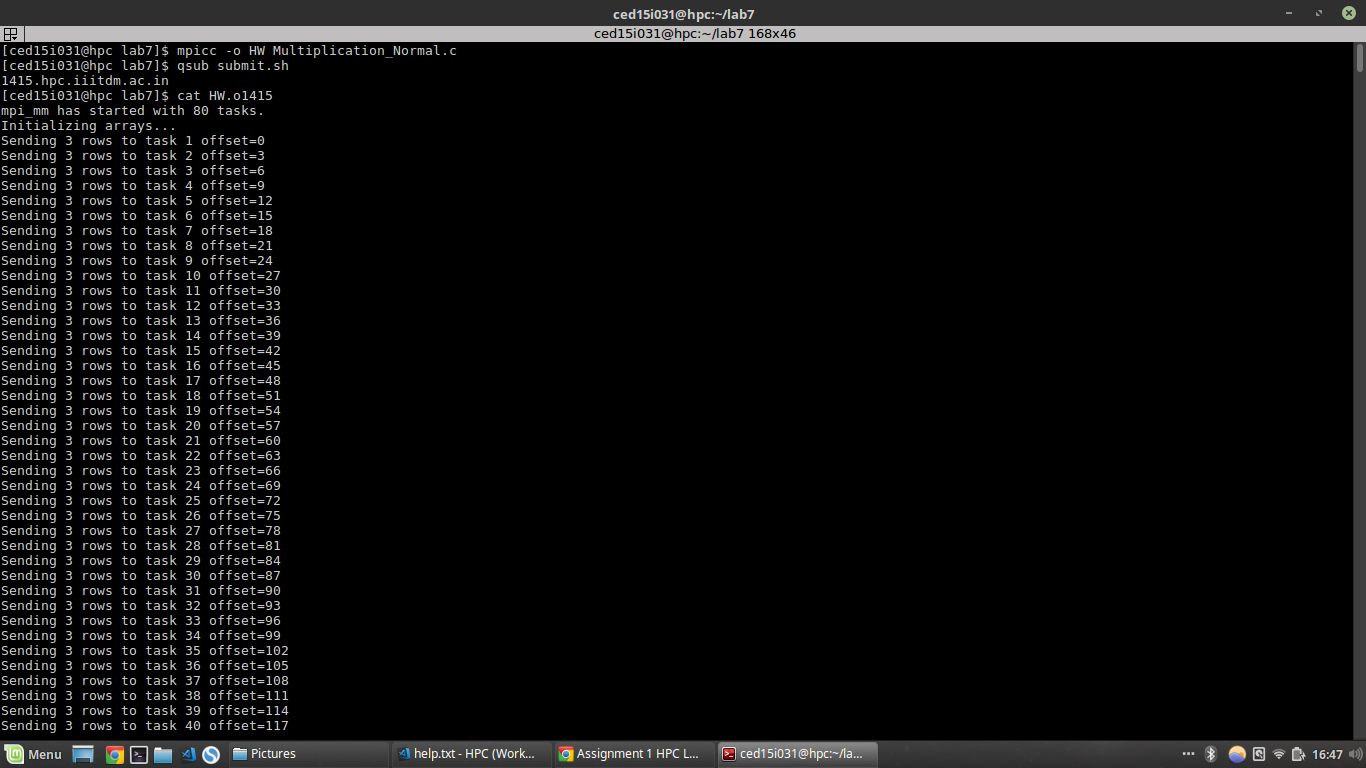 ced15i031@hpc:~/lab7
ced15i031@hpc:~/lab7 168x46
[ced15i031@hpc lab7]$ mpicc -o HW Multiplication_Normal.c
[ced15i031@hpc lab7]$ qsub submit.sh
1415.hpc.iiitdm.ac.in
[ced15i031@hpc lab7]$ cat HW.o1415
mpi_mm has started with 80 tasks.
Initializing arrays...
Sending 3 rows to task 1 offset=0
Sending 3 rows to task 2 offset=3
Sending 3 rows to task 3 offset=6
Sending 3 rows to task 4 offset=9
Sending 3 rows to task 5 offset=12
Sending 3 rows to task 6 offset=15
Sending 3 rows to task 7 offset=18
Sending 3 rows to task 8 offset=21
Sending 3 rows to task 9 offset=24
Sending 3 rows to task 10 offset=27
Sending 3 rows to task 11 offset=30
Sending 3 rows to task 12 offset=33
Sending 3 rows to task 13 offset=36
Sending 3 rows to task 14 offset=39
Sending 3 rows to task 15 offset=42
Sending 3 rows to task 16 offset=45
Sending 3 rows to task 17 offset=48
Sending 3 rows to task 18 offset=51
Sending 3 rows to task 19 offset=54
Sending 3 rows to task 20 offset=57
Sending 3 rows to task 21 offset=60
Sending 3 rows to task 22 offset=63
Sending 3 rows to task 23 offset=66
Sending 3 rows to task 24 offset=69
Sending 3 rows to task 25 offset=72
Sending 3 rows to task 26 offset=75
Sending 3 rows to task 27 offset=78
Sending 3 rows to task 28 offset=81
Sending 3 rows to task 29 offset=84
Sending 3 rows to task 30 offset=87
Sending 3 rows to task 31 offset=90
Sending 3 rows to task 32 offset=93
Sending 3 rows to task 33 offset=96
Sending 3 rows to task 34 offset=99
Sending 3 rows to task 35 offset=102
Sending 3 rows to task 36 offset=105
Sending 3 rows to task 37 offset=108
Sending 3 rows to task 38 offset=111
Sending 3 rows to task 39 offset=114
Sending 3 rows to task 40 offset=117
Menu Pictures help.txt - HPC (Work... Assignment 1 HPC L... ced15i031@hpc:~/la... 16:47